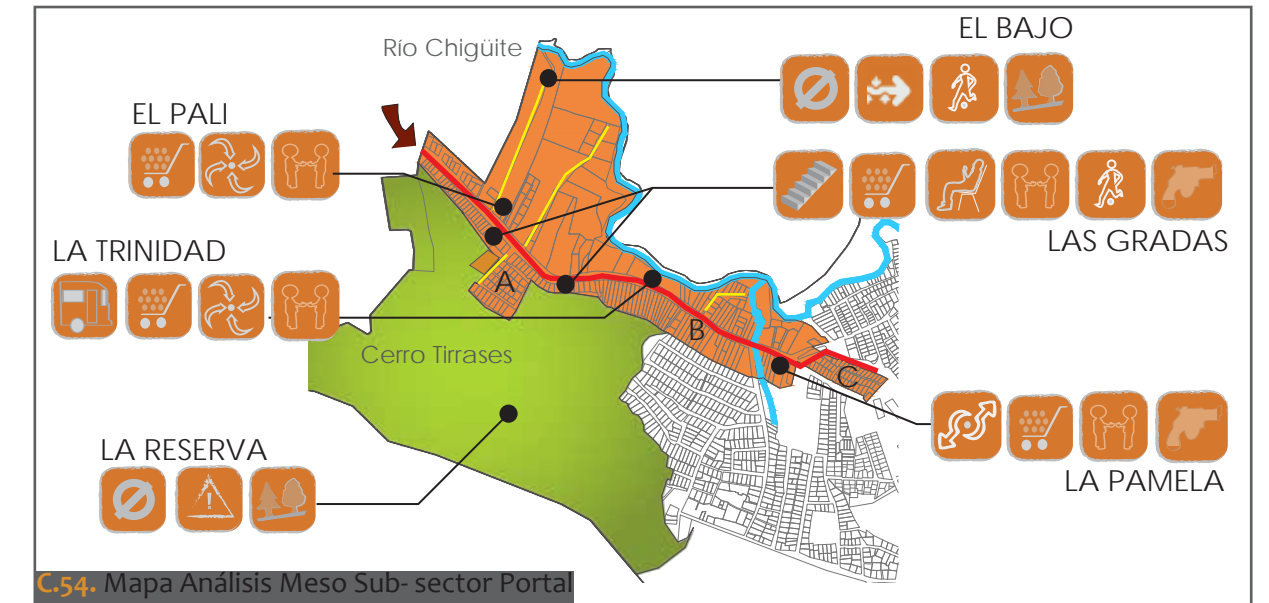 EL BAJO
Río Chigüite
EL PALI
LAS GRADAS
LA TRINIDAD
A
B
Cerro Tirrases
C
LA RESERVA
LA PAMELA
C.54. Mapa Análisis Meso Sub- sector Portal